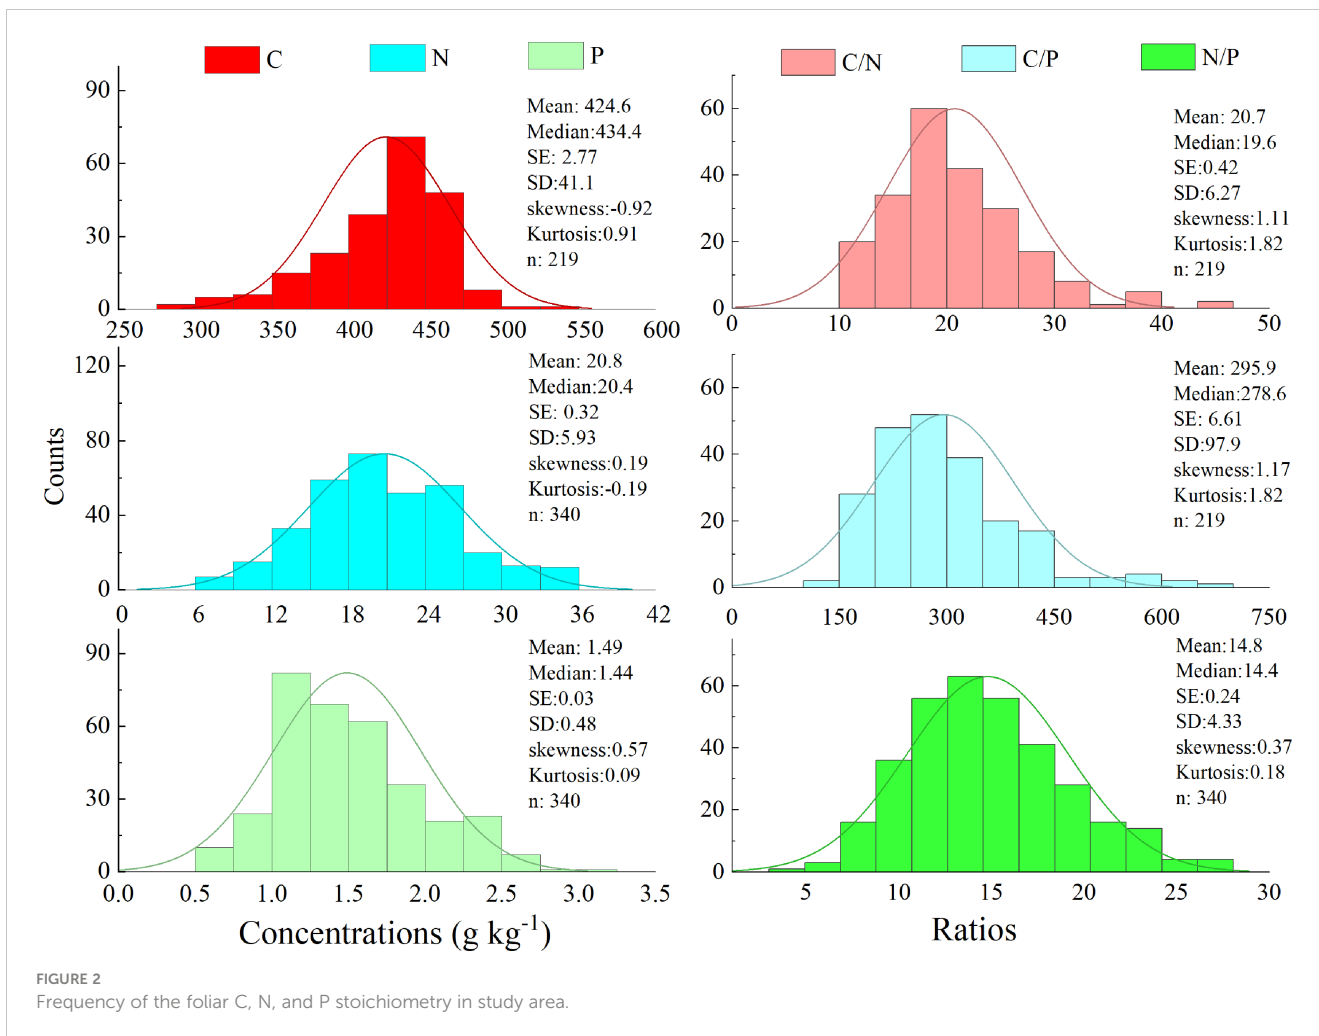 C N P
90
60
30
0
250 300 350 400 450 500 550 600
Mean: 424.6
Median:434.4
SE: 2.77
SD:41.1
skewness:-0.92
Kurtosis:0.91
n: 219
C/N C/P N/P
60
40
20
0
0 10 20 30 40 50
Mean: 20.7
Median:19.6
SE:0.42
SD:6.27
skewness:1.11
Kurtosis:1.82
n: 219
120
80
40
0
0 6 12 18 24 30 36 42
Mean: 20.8
Median:20.4
SE: 0.32
SD:5.93
skewness:0.19
Kurtosis:-0.19
n: 340
Counts
60
40
20
0
0 150 300 450 600 750
Mean: 295.9
Median:278.6
SE: 6.61
SD:97.9
skewness:1.17
Kurtosis:1.82
n: 219
90
60
30
0
0.0 0.5 1.0 1.5 2.0 2.5 3.0 3.5
Mean: 1.49
Median:1.44
SE:0.03
SD:0.48
skewness:0.57
Kurtosis:0.09
n: 340
Concentrations (g kg⁻¹)
60
40
20
0
5 10 15 20 25 30
Mean:14.8
Median:14.4
SE:0.24
SD:4.33
skewness:0.37
Kurtosis:0.18
n: 340
Ratios
FIGURE 2
Frequency of the foliar C, N, and P stoichiometry in study area.